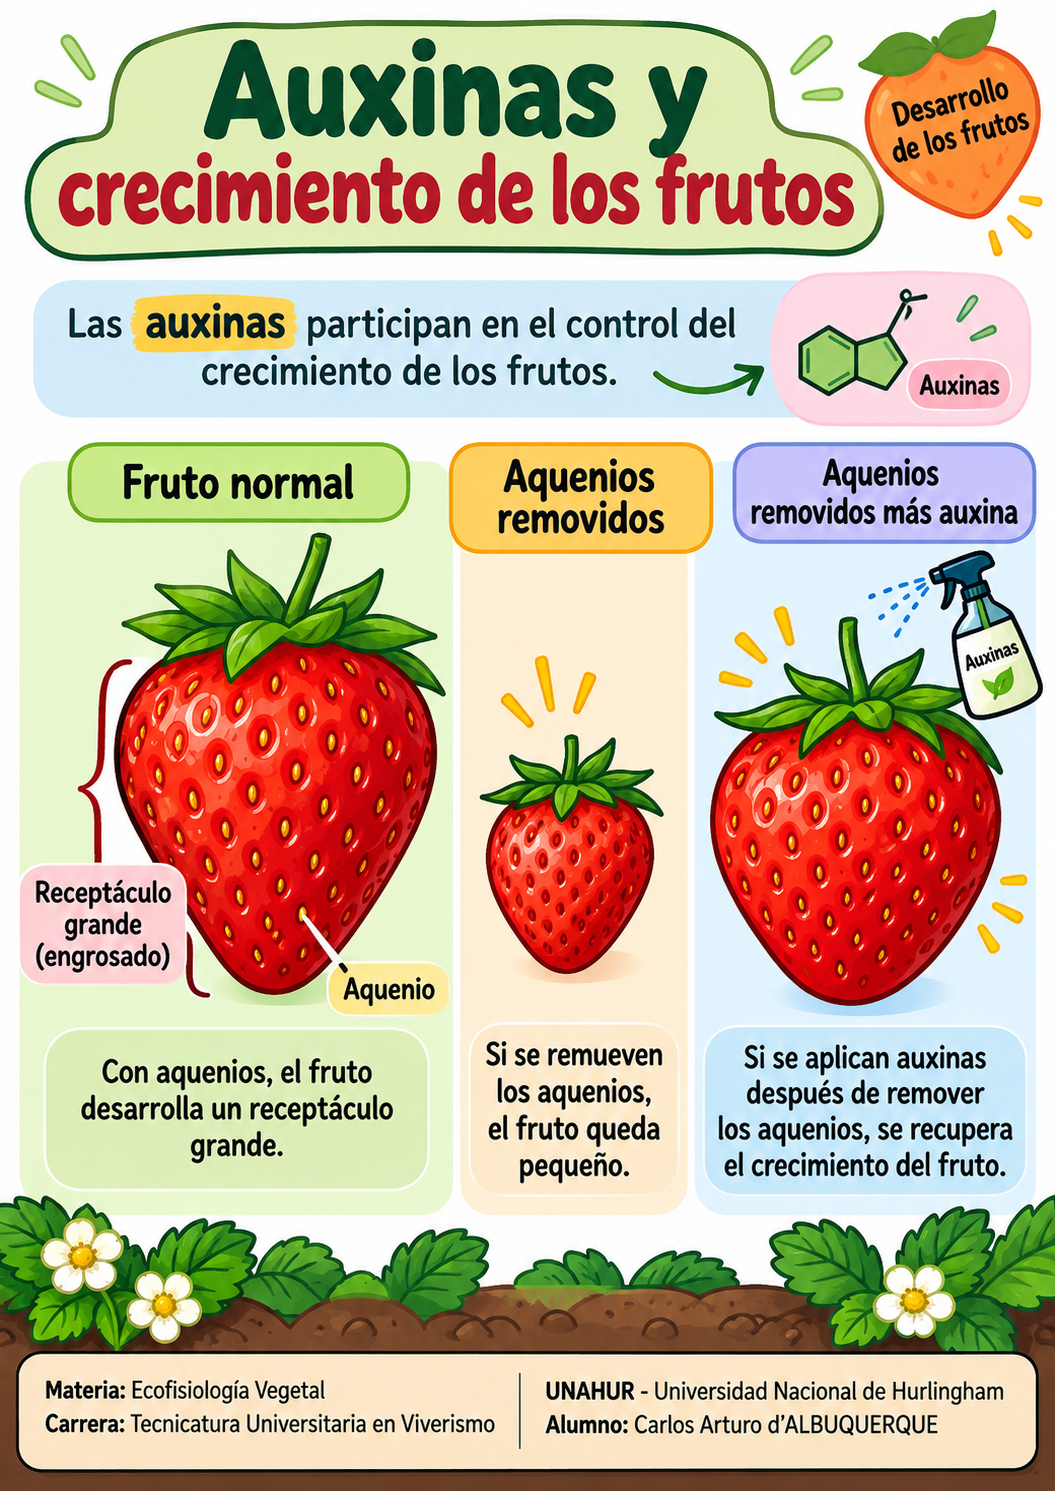 Auxinas y
crecimiento de los frutos
Desarrollo
de los frutos
Las auxinas participan en el control del
crecimiento de los frutos.
Auxinas
Fruto normal
Aquenios
removidos
Aquenios
removidos más auxina
Auxinas
Receptáculo
grande
(engrosado)
Aquenio
Con aquenios, el fruto
desarrolla un receptáculo
grande.
Si se remueven
los aquenios,
el fruto queda
pequeño.
Si se aplican auxinas
después de remover
los aquenios, se recupera
el crecimiento del fruto.
Materia: Ecofisiología Vegetal
Carrera: Tecnicatura Universitaria en Viverismo
UNAHUR - Universidad Nacional de Hurlingham
Alumno: Carlos Arturo d'ALBUQUERQUE